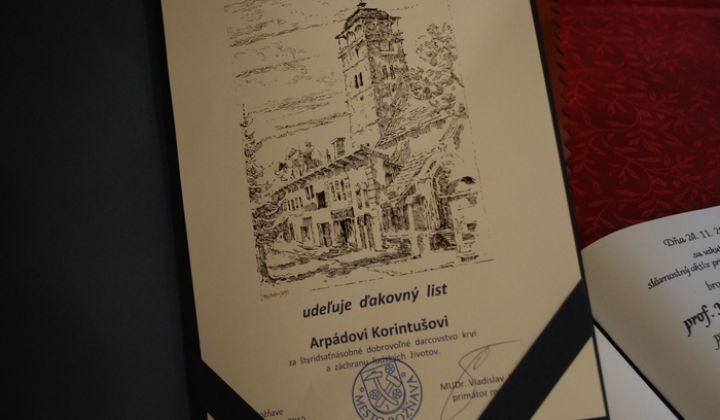 udeľuje ďakovný list
Arpádovi Korintušovi
za štyridsaťnásobné dobrovoľné darcovstvo krvi
a záchranu ľudských životov.
MUDr. Vladislav
primátor
MESTO ROŽŇAVA
Dňa 21. 11.
slávnostný
prof.